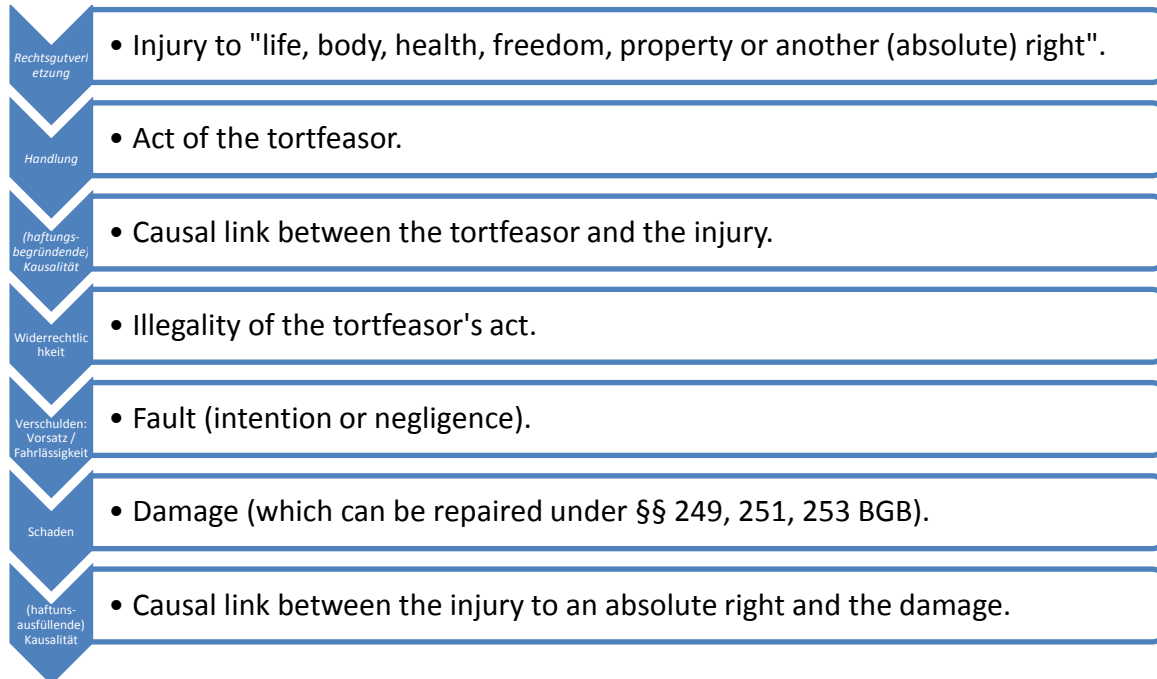 Rechtsgutverl
etzung
• Injury to "life, body, health, freedom, property or another (absolute) right".
Handlung
• Act of the tortfeasor.
(haftungs-
begründende)
Kausalität
• Causal link between the tortfeasor and the injury.
Widerrechtlic
hkeit
• Illegality of the tortfeasor's act.
Verschulden:
Vorsatz /
Fahrlässigkeit
• Fault (intention or negligence).
Schaden
• Damage (which can be repaired under §§ 249, 251, 253 BGB).
(haftuns-
ausfüllende)
Kausalität
• Causal link between the injury to an absolute right and the damage.